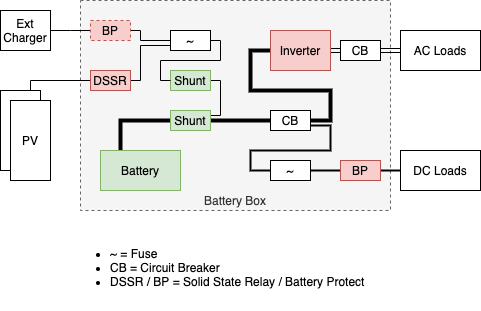 Ext
Charger
BP
~
Inverter
CB
AC Loads
DSSR
Shunt
PV
Shunt
CB
Battery
~
BP
DC Loads
Battery Box
• ~ = Fuse
• CB = Circuit Breaker
• DSSR / BP = Solid State Relay / Battery Protect